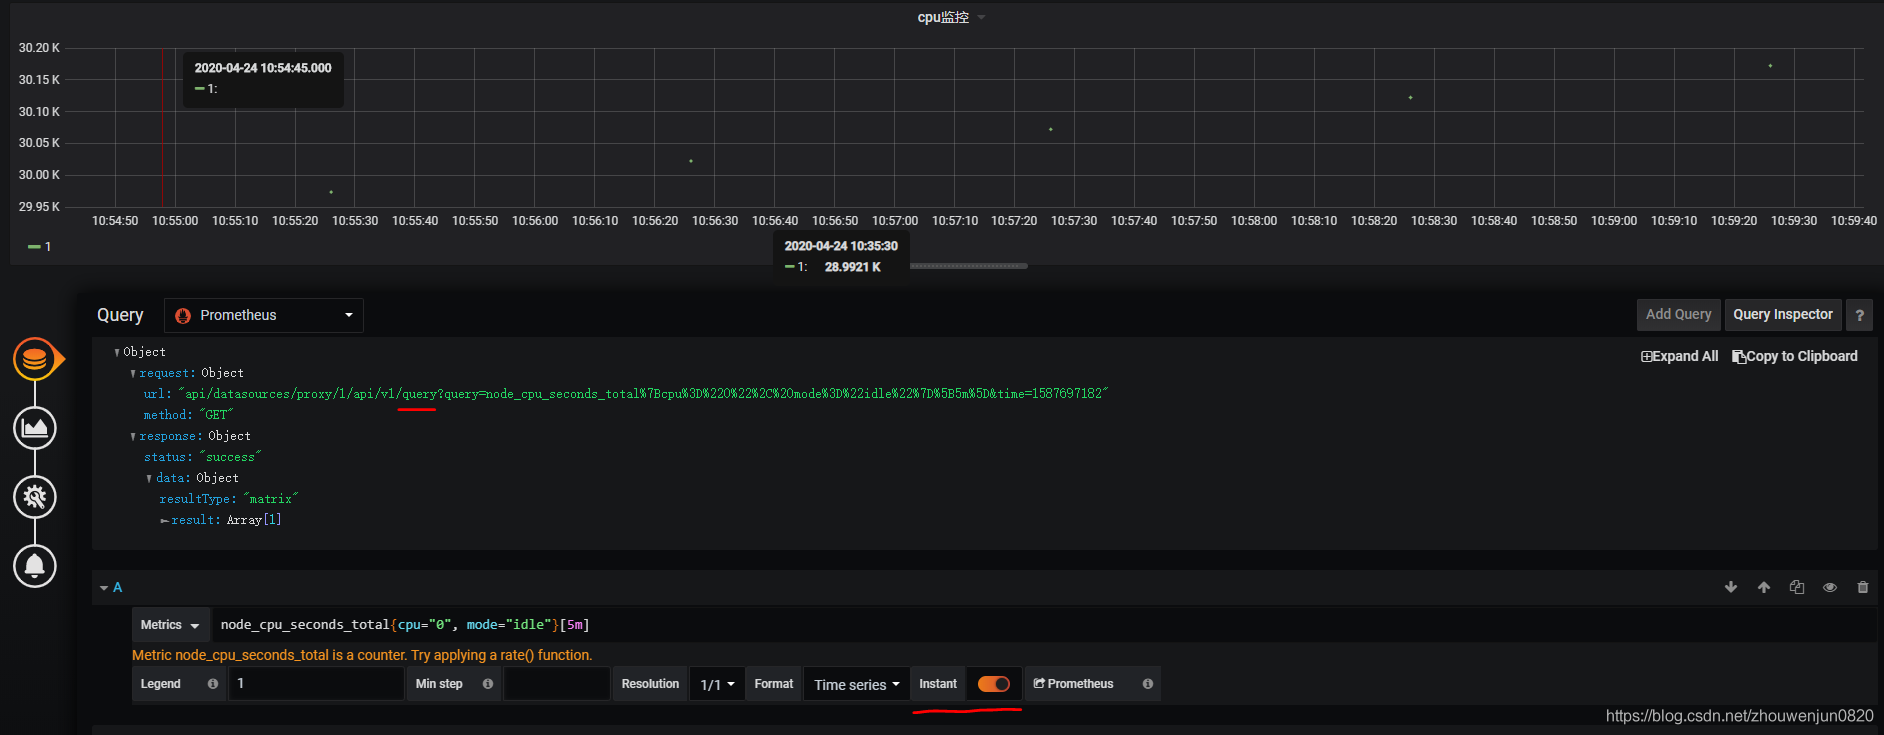 cpu监控
30.20 K
30.15 K
30.10 K
30.05 K
30.00 K
29.95 K
2020-04-24 10:54:45.000
1:
10:54:50 10:55:00 10:55:10 10:55:20 10:55:30 10:55:40 10:55:50 10:56:00 10:56:10 10:56:20 10:56:30 10:56:40 10:56:50 10:57:00 10:57:10 10:57:20 10:57:30 10:57:40 10:57:50 10:58:00 10:58:10 10:58:20 10:58:30 10:58:40 10:58:50 10:59:00 10:59:10 10:59:20 10:59:30 10:59:40
1
2020-04-24 10:35:30
1: 28.9921 K
Query Prometheus Add Query Query Inspector ?
Object Expand All Copy to Clipboard
request: Object
url: "api/datasources/proxy/1/api/v1/query?query=node_cpu_seconds_total%7Bcpu%3D%220%22%2C%20mode%3D%22idle%22%7D%5B5m%5D&time=1587697182"
method: "GET"
response: Object
status: "success"
data: Object
resultType: "matrix"
result: Array[1]
A
Metrics node_cpu_seconds_total{cpu="0", mode="idle"}[5m]
Metric node_cpu_seconds_total is a counter. Try applying a rate() function.
Legend 1 Min step Resolution 1/1 Format Time series Instant Prometheus
https://blog.csdn.net/zhouwenjun0820